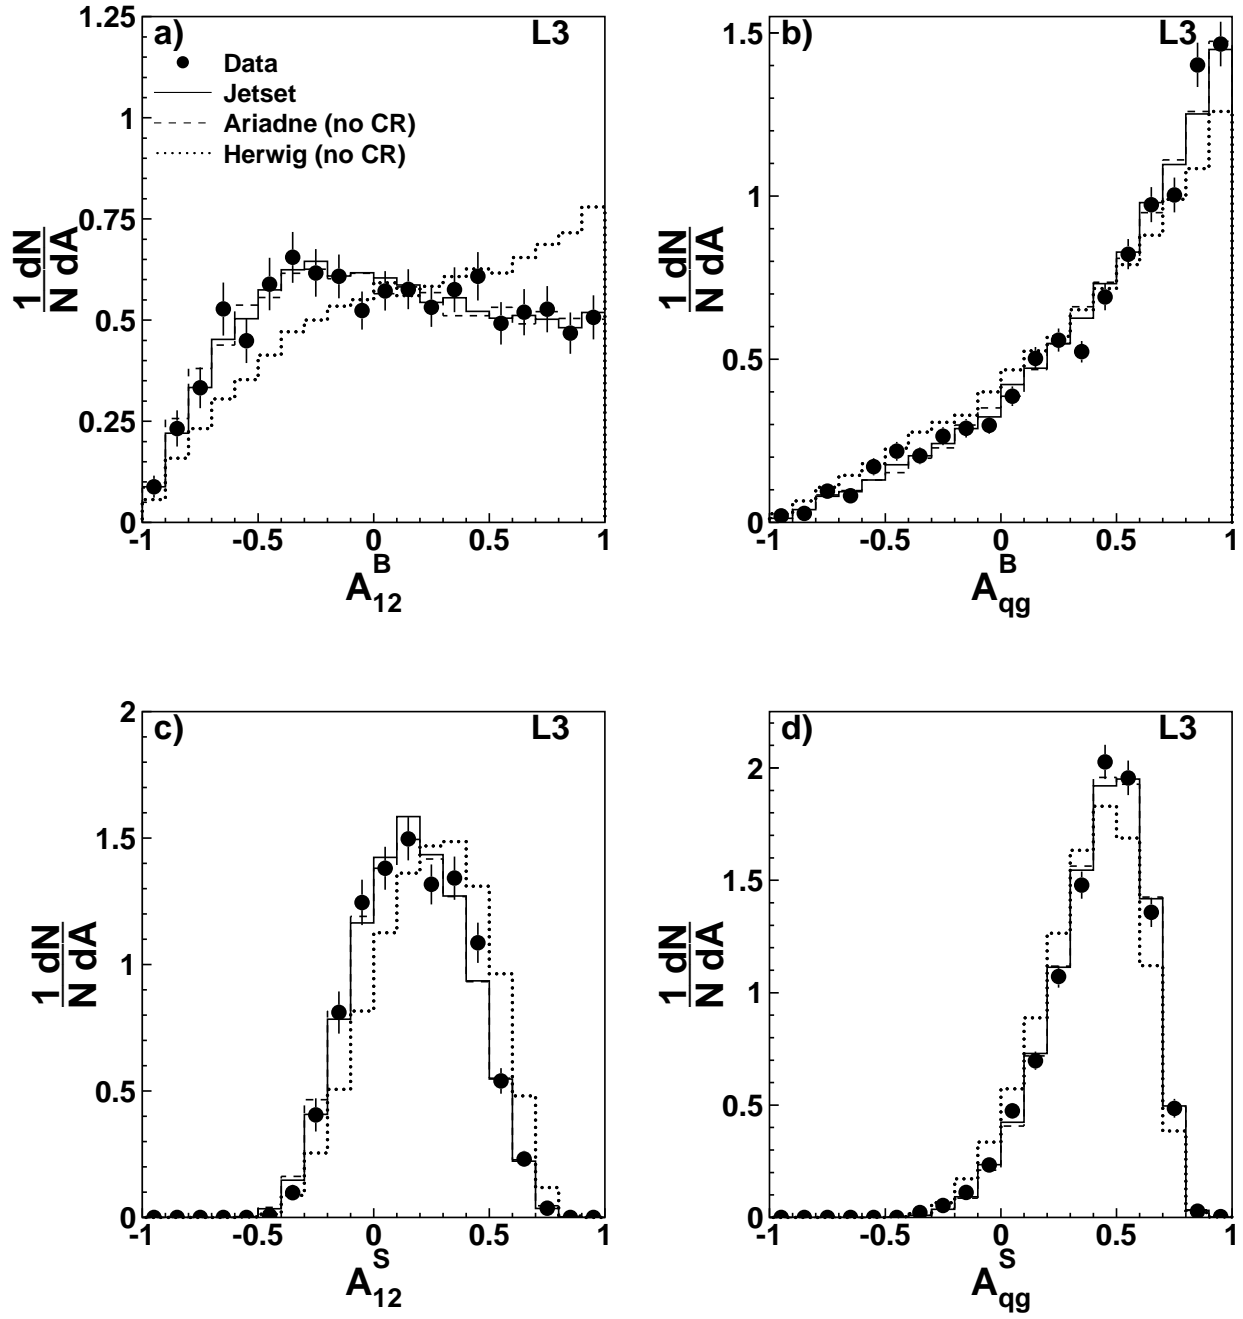 a) L3
Data
Jetset
Ariadne (no CR)
Herwig (no CR)
1.25
1
0.75
0.5
0.25
0
-1 -0.5 0 0.5 1
1 dN
N dA
A₁₂ᴮ
b) L3
1.5
1
0.5
0
-1 -0.5 0 0.5 1
1 dN
N dA
A_qg^B
c) L3
2
1.5
1
0.5
0
-1 -0.5 0 0.5 1
1 dN
N dA
A₁₂^S
d) L3
2
1.5
1
0.5
0
-1 -0.5 0 0.5 1
1 dN
N dA
A_qg^S